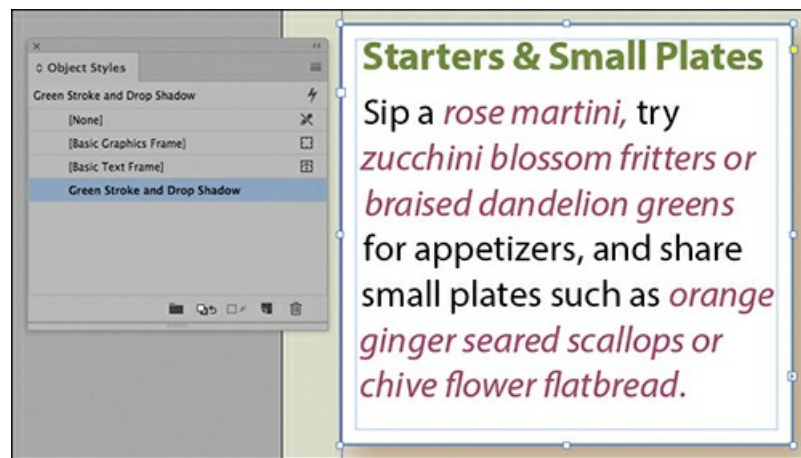 Object Styles
Green Stroke and Drop Shadow
[None]
[Basic Graphics Frame]
[Basic Text Frame]
Green Stroke and Drop Shadow
Starters & Small Plates
Sip a rose martini, try
zucchini blossom fritters or
braised dandelion greens
for appetizers, and share
small plates such as orange
ginger seared scallops or
chive flower flatbread.